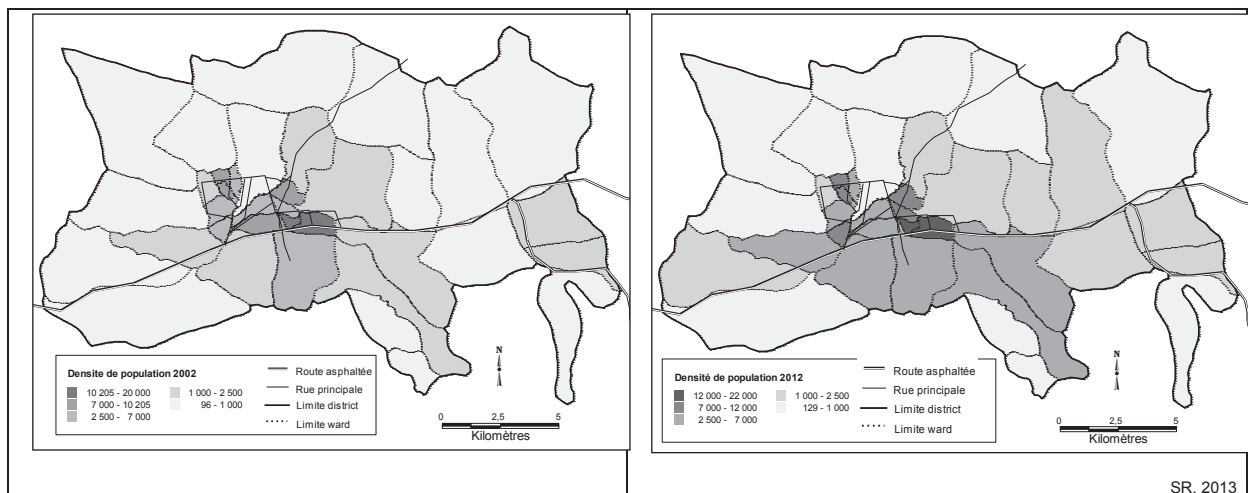 Densite de population 2002
10 205 - 20 000
7 000 - 10 205
2 500 - 7 000
1 000 - 2 500
96 - 1 000
Route asphaltée
Rue principale
Limite district
Limite ward
N
0 2,5 5
Kilomètres
Densité de population 2012
12 000 - 22 000
7 000 - 12 000
2 500 - 7 000
1 000 - 2 500
129 - 1 000
Route asphaltée
Rue principale
Limite district
Limite ward
N
0 2,5 5
Kilomètres
SR, 2013